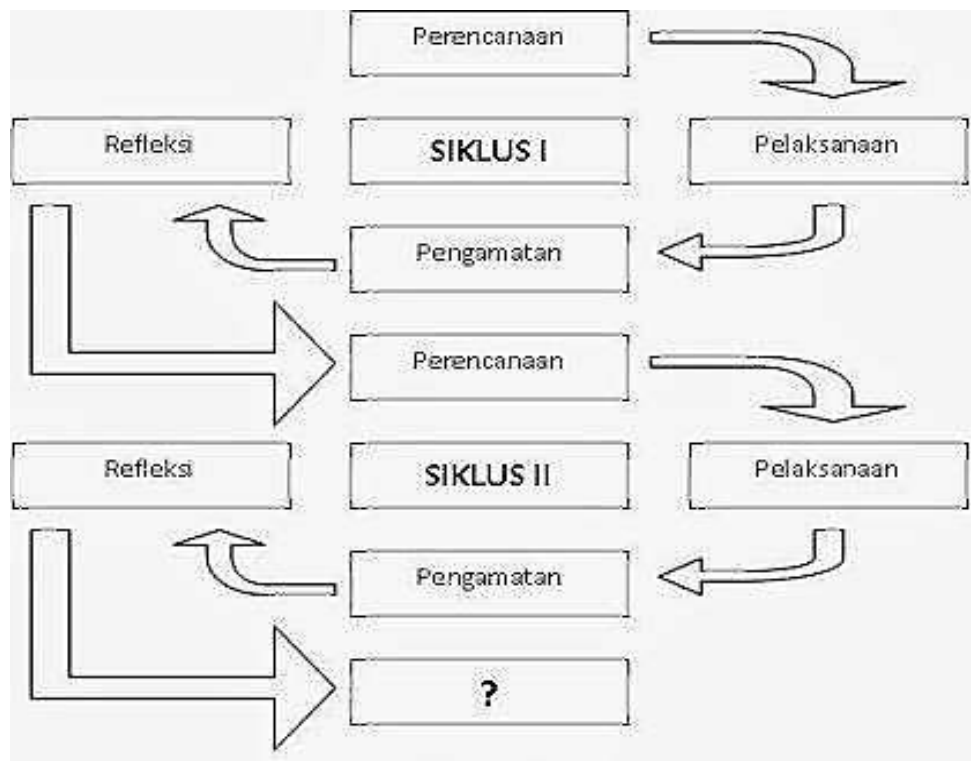 Perencanaan
Refleksi
SIKLUS I
Pelaksanaan
Pengamatan
Perencanaan
Refleksi
SIKLUS II
Pelaksanaan
Pengamatan
?